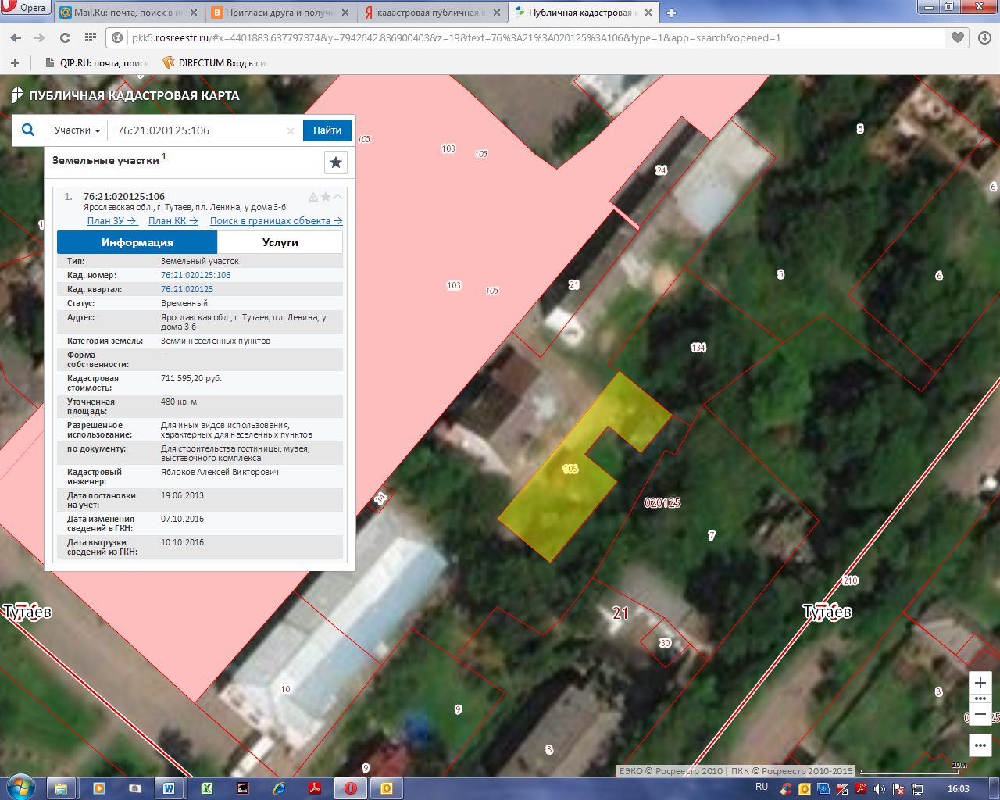 Opera
Mail.Ru: почта, поиск в ин
Пригласи друга и получи
кадастровая публичная к
Публичная кадастровая к
pkk5.rosreestr.ru/#x=4401883.637797374&y=7942642.836900403&z=19&text=76%3A21%3A020125%3A106&type=1&app=search&opened=1
QIP.RU: почта, поиск
DIRECTUM Вход в си
ПУБЛИЧНАЯ КАДАСТРОВАЯ КАРТА
Участки 76:21:020125:106 Найти
Земельные участки 1
1. 76:21:020125:106
Ярославская обл., г. Тутаев, пл. Ленина, у дома 3-б
План ЗУ → План КК → Поиск в границах объекта →
Информация Услуги
Тип: Земельный участок
Кад. номер: 76:21:020125:106
Кад. квартал: 76:21:020125
Статус: Временный
Адрес: Ярославская обл., г. Тутаев, пл. Ленина, у
дома 3-б
Категория земель: Земли населённых пунктов
Форма
собственности: -
Кадастровая
стоимость: 711 595,20 руб.
Уточненная
площадь: 480 кв. м
Разрешенное
использование: Для иных видов использования,
характерных для населенных пунктов
по документу: Для строительства гостиницы, музея,
выставочного комплекса
Кадастровый
инженер: Яблоков Алексей Викторович
Дата постановки
на учет: 19.06.2013
Дата изменения
сведений в ГКН: 07.10.2016
Дата выгрузки
сведений из ГКН: 10.10.2016
105
103
105
24
5
6
103
105
21
5
6
134
106
34
020125
7
210
Тутаев
21
Тутаев
30
10
9
8
8
9
20м
ЕЭКО © Росреестр 2010 | ПКК © Росреестр 2010-2015
RU
16:03